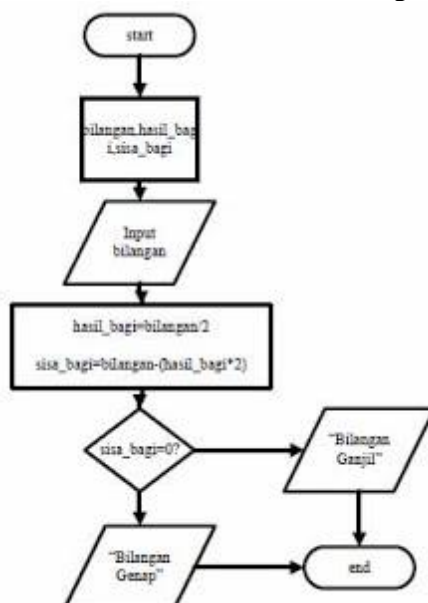 start
bilangan,hasil_bag
i,sisa_bagi
Input
bilangan
hasil_bagi=bilangan/2
sisa_bagi=bilangan-(hasil_bagi*2)
sisa_bagi=0?
"Bilangan
Ganjil"
"Bilangan
Genap"
end